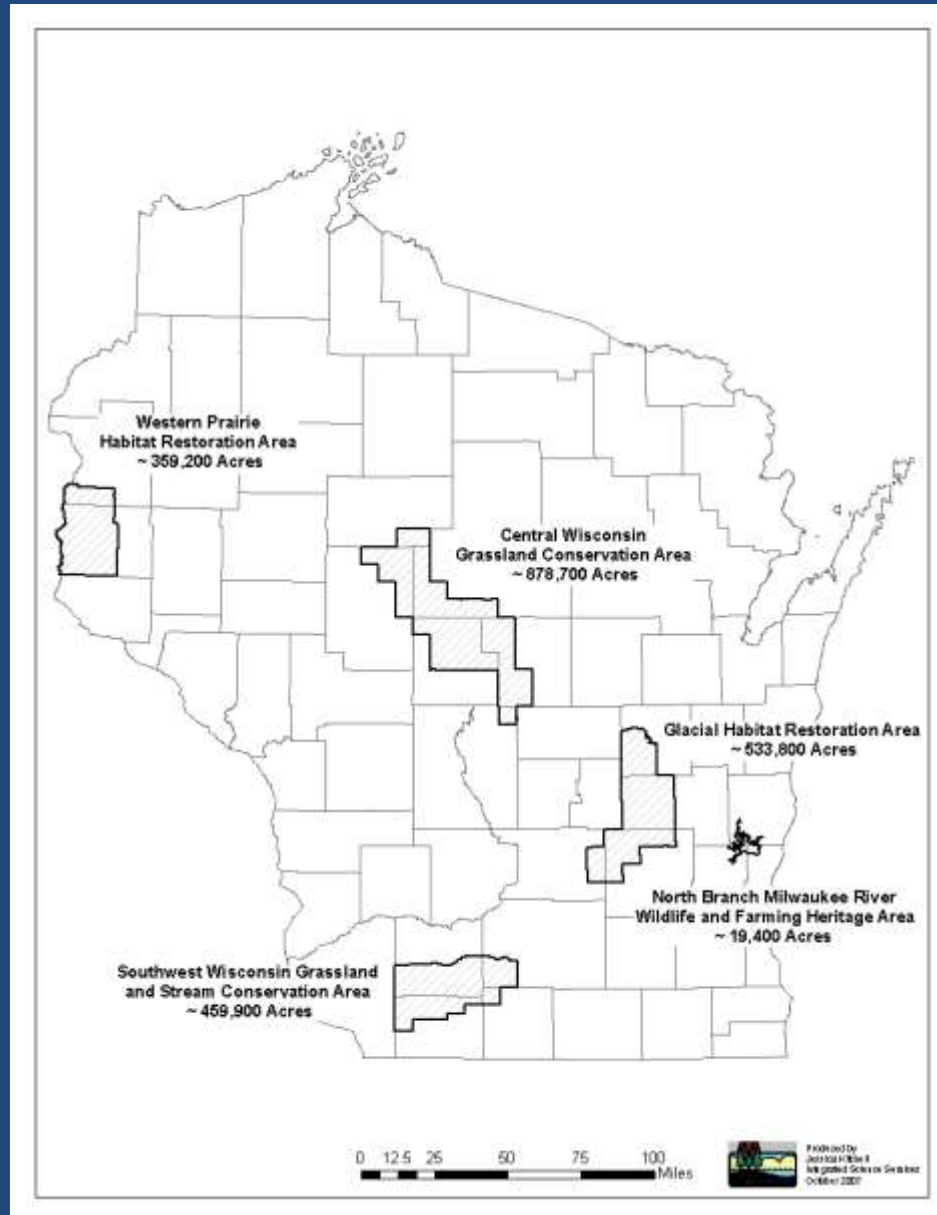 Western Prairie
Habitat Restoration Area
~ 359,200 Acres
Central Wisconsin
Grassland Conservation Area
~ 878,700 Acres
Glacial Habitat Restoration Area
~ 533,800 Acres
North Branch Milwaukee River
Wildlife and Farming Heritage Area
~ 19,400 Acres
Southwest Wisconsin Grassland
and Stream Conservation Area
~ 459,900 Acres
0 12.5 25 50 75 100
Miles
Produced by
Integrated Science Services
October 2007